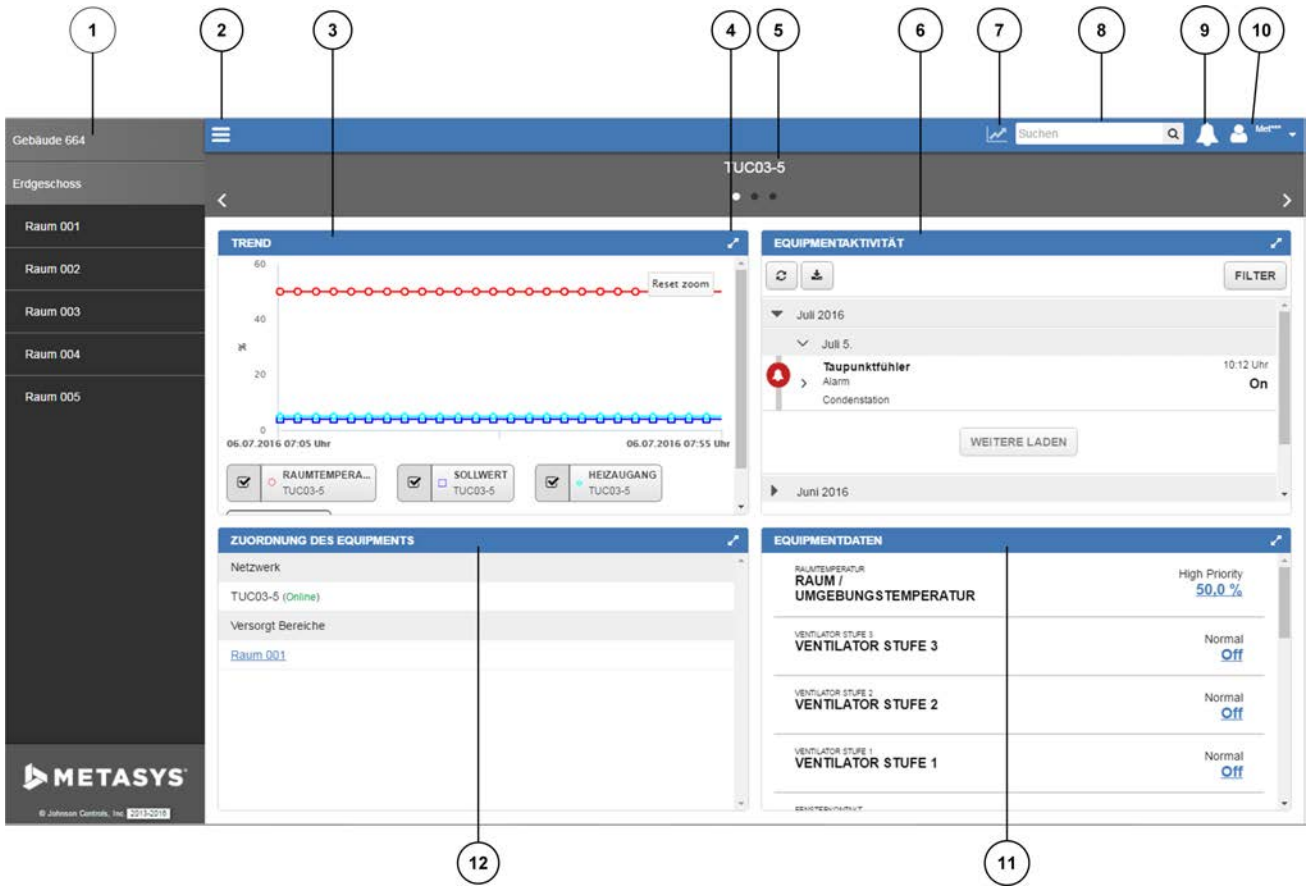 1 2 3 4 5 6 7 8 9 10
Gebäude 664
Erdgeschoss
Raum 001
Raum 002
Raum 003
Raum 004
Raum 005
METASYS
© Johnson Controls, Inc 2013-2016
Suchen
Met***
TUC03-5
TREND
60
40
%
20
0
Reset zoom
06.07.2016 07:05 Uhr 06.07.2016 07:55 Uhr
RAUMTEMPERA...
TUC03-5
SOLLWERT
TUC03-5
HEIZAUGANG
TUC03-5
EQUIPMENTAKTIVITÄT
FILTER
Juli 2016
Juli 5.
Taupunktfühler 10:12 Uhr
Alarm On
Condenstation
WEITERE LADEN
Juni 2016
ZUORDNUNG DES EQUIPMENTS
Netzwerk
TUC03-5 (Online)
Versorgt Bereiche
Raum 001
EQUIPMENTDATEN
RAUMTEMPERATUR
RAUM / High Priority
UMGEBUNGSTEMPERATUR 50,0 %
VENTILATOR STUFE 3
VENTILATOR STUFE 3 Normal
Off
VENTILATOR STUFE 2
VENTILATOR STUFE 2 Normal
Off
VENTILATOR STUFE 1
VENTILATOR STUFE 1 Normal
Off
12 11